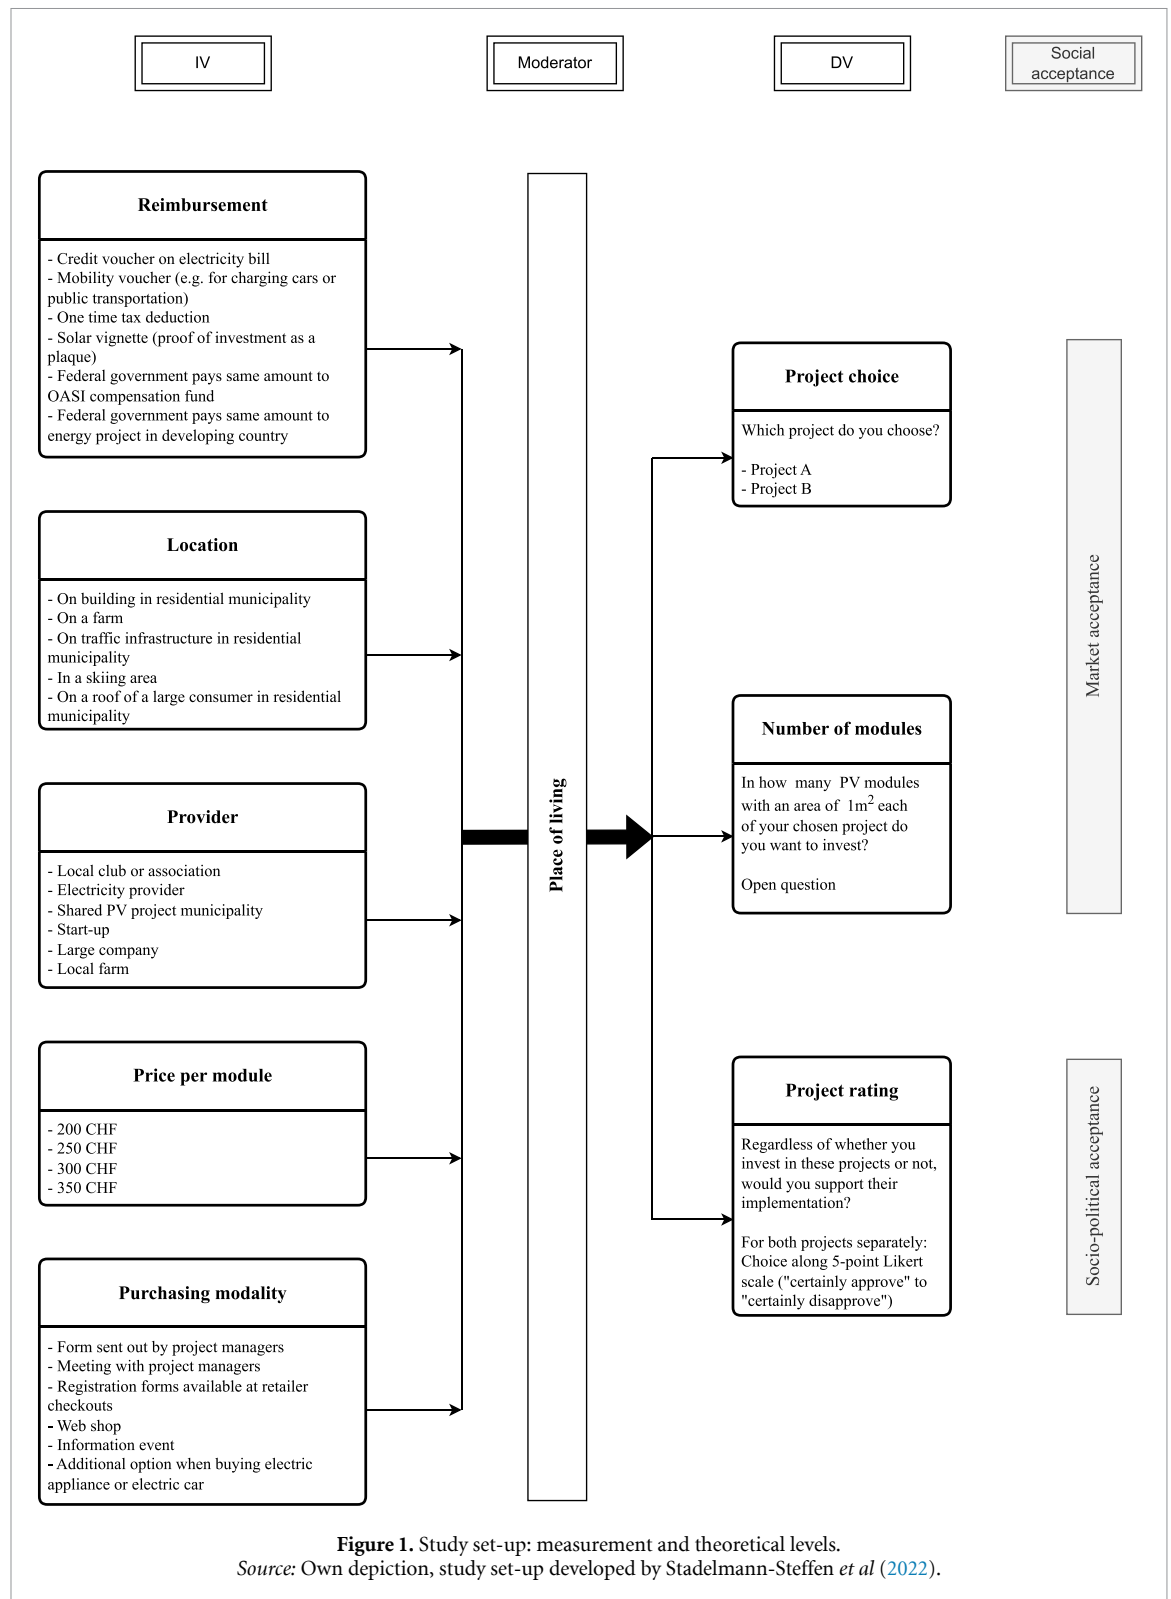 IV
Moderator
DV
Social
acceptance
Reimbursement
- Credit voucher on electricity bill
- Mobility voucher (e.g. for charging cars or
public transportation)
- One time tax deduction
- Solar vignette (proof of investment as a
plaque)
- Federal government pays same amount to
OASI compensation fund
- Federal government pays same amount to
energy project in developing country
Location
- On building in residential municipality
- On a farm
- On traffic infrastructure in residential
municipality
- In a skiing area
- On a roof of a large consumer in residential
municipality
Provider
- Local club or association
- Electricity provider
- Shared PV project municipality
- Start-up
- Large company
- Local farm
Price per module
- 200 CHF
- 250 CHF
- 300 CHF
- 350 CHF
Purchasing modality
- Form sent out by project managers
- Meeting with project managers
- Registration forms available at retailer
checkouts
- Web shop
- Information event
- Additional option when buying electric
appliance or electric car
Place of living
Project choice
Which project do you choose?
- Project A
- Project B
Number of modules
In how many PV modules
with an area of 1m² each
of your chosen project do
you want to invest?
Open question
Project rating
Regardless of whether you
invest in these projects or not,
would you support their
implementation?
For both projects separately:
Choice along 5-point Likert
scale ("certainly approve" to
"certainly disapprove")
Market acceptance
Socio-political acceptance
Figure 1. Study set-up: measurement and theoretical levels.
Source: Own depiction, study set-up developed by Stadelmann-Steffen et al (2022).